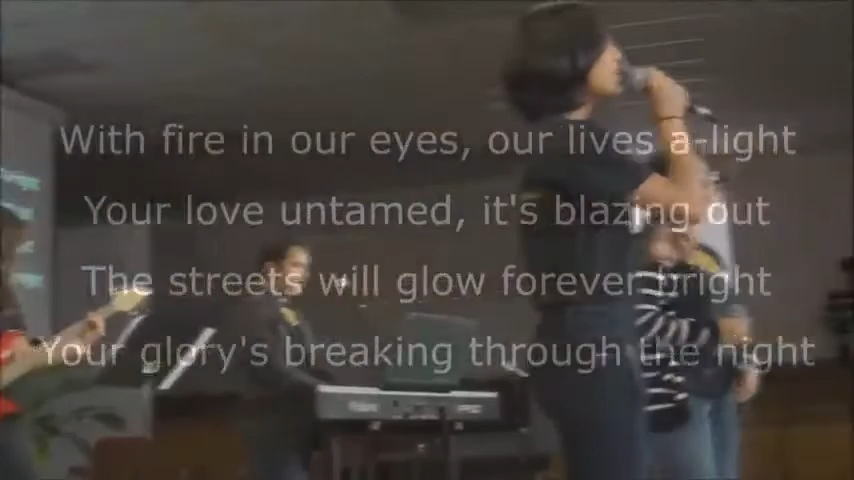 With fire in our eyes, our lives a-light
Your love untamed, it's blazing out
The streets will glow forever bright
Your glory's breaking through the night